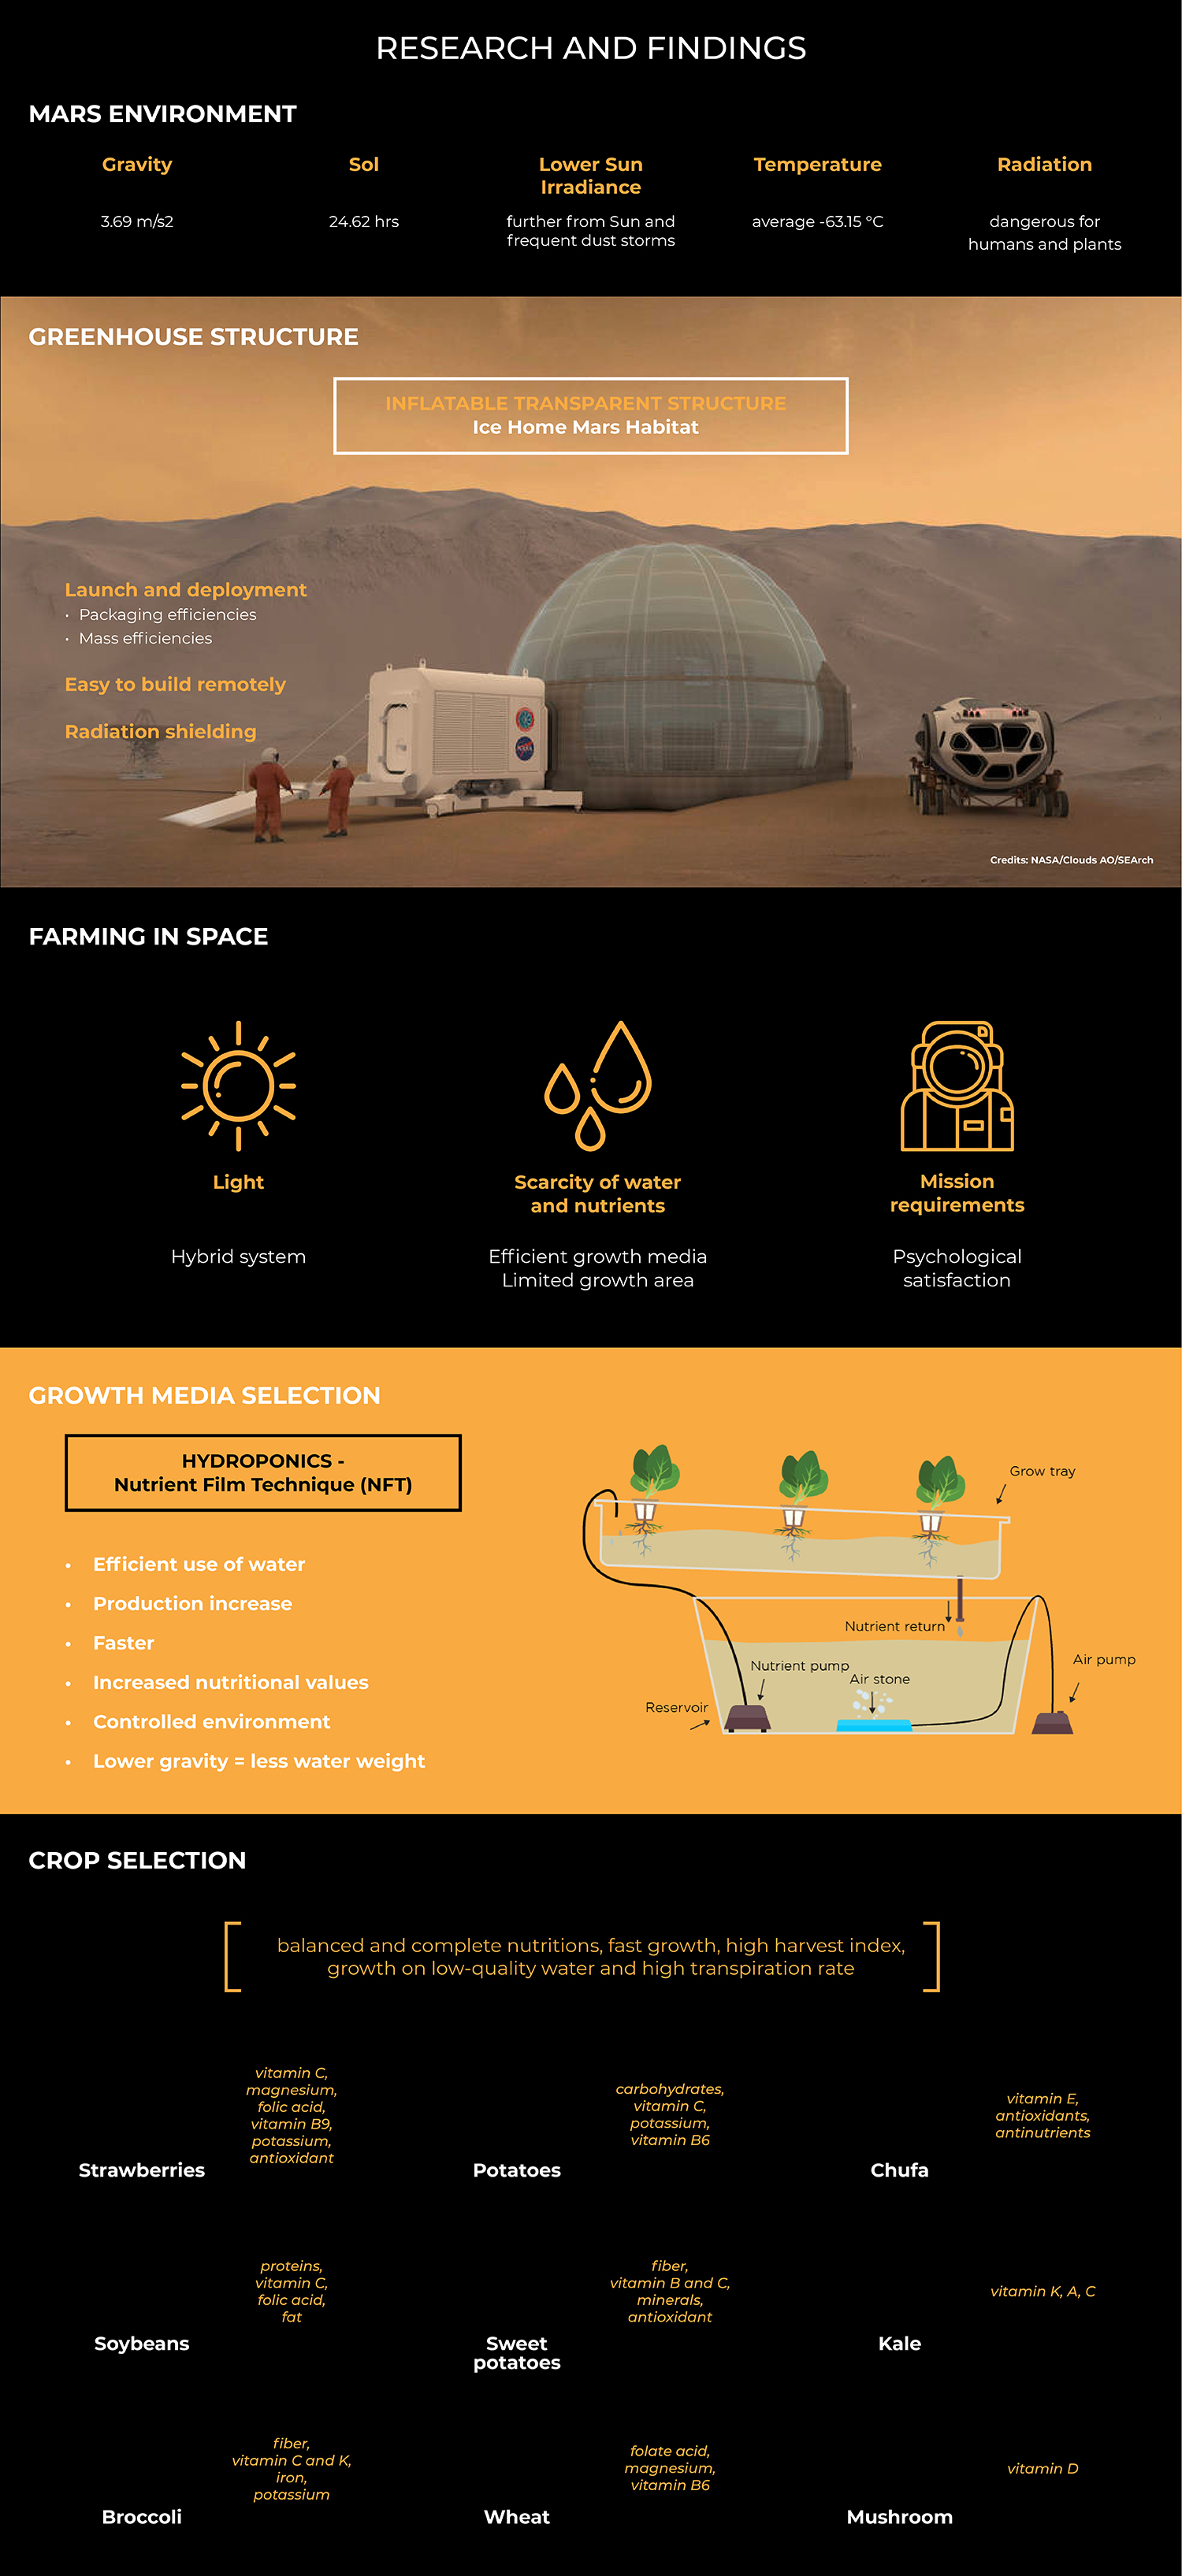 RESEARCH AND FINDINGS
MARS ENVIRONMENT
Gravity
3.69 m/s2
Sol
24.62 hrs
Lower Sun
Irradiance
further from Sun and
frequent dust storms
Temperature
average -63.15 °C
Radiation
dangerous for
humans and plants
GREENHOUSE STRUCTURE
INFLATABLE TRANSPARENT STRUCTURE
Ice Home Mars Habitat
Launch and deployment
• Packaging efficiencies
• Mass efficiencies
Easy to build remotely
Radiation shielding
NASA
Credits: NASA/Clouds AO/SEArch
FARMING IN SPACE
Light
Hybrid system
Scarcity of water
and nutrients
Efficient growth media
Limited growth area
Mission
requirements
Psychological
satisfaction
GROWTH MEDIA SELECTION
HYDROPONICS -
Nutrient Film Technique (NFT)
• Efficient use of water
• Production increase
• Faster
• Increased nutritional values
• Controlled environment
• Lower gravity = less water weight
Grow tray
Nutrient return
Nutrient pump
Air stone
Air pump
Reservoir
CROP SELECTION
balanced and complete nutritions, fast growth, high harvest index,
growth on low-quality water and high transpiration rate
Strawberries
vitamin C,
magnesium,
folic acid,
vitamin B9,
potassium,
antioxidant
Potatoes
carbohydrates,
vitamin C,
potassium,
vitamin B6
Chufa
vitamin E,
antioxidants,
antinutrients
Soybeans
proteins,
vitamin C,
folic acid,
fat
Sweet
potatoes
fiber,
vitamin B and C,
minerals,
antioxidant
Kale
vitamin K, A, C
Broccoli
fiber,
vitamin C and K,
iron,
potassium
Wheat
folate acid,
magnesium,
vitamin B6
Mushroom
vitamin D